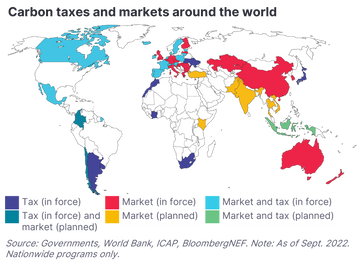 Carbon taxes and markets around the world
Tax (in force)
Market (in force)
Market and tax (in force)
Tax (in force) and
market (planned)
Market (planned)
Market and tax (planned)
Source: Governments, World Bank, ICAP, BloombergNEF. Note: As of Sept. 2022.
Nationwide programs only.